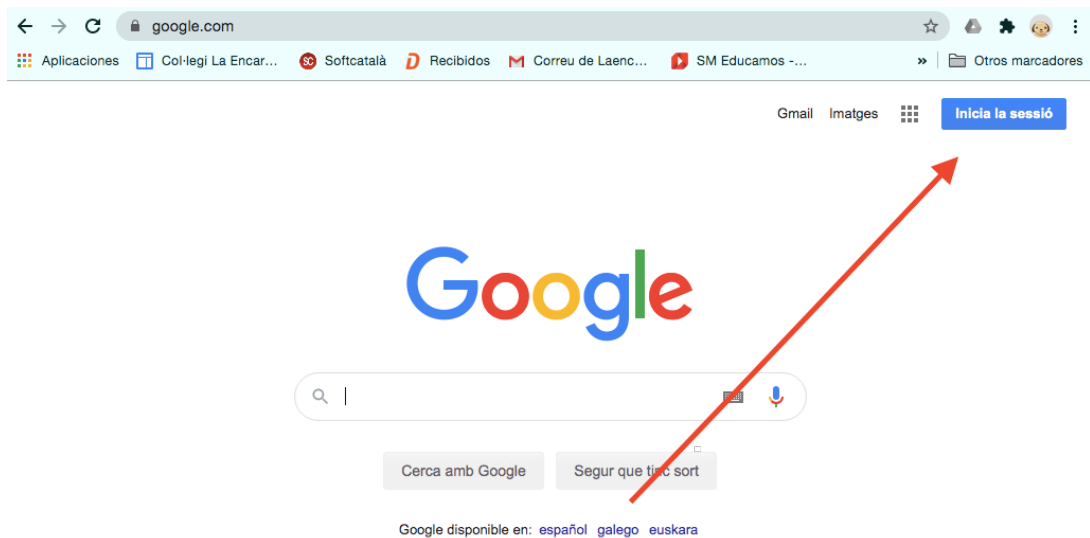 google.com
Aplicaciones Col·legi La Encar... SC Softcatalà Recibidos Correu de Laenc... SM Educamos -... » Otros marcadores
Gmail Imatges Inicia la sessió
Google
Cerca amb Google Segur que tinc sort
Google disponible en: español galego euskara